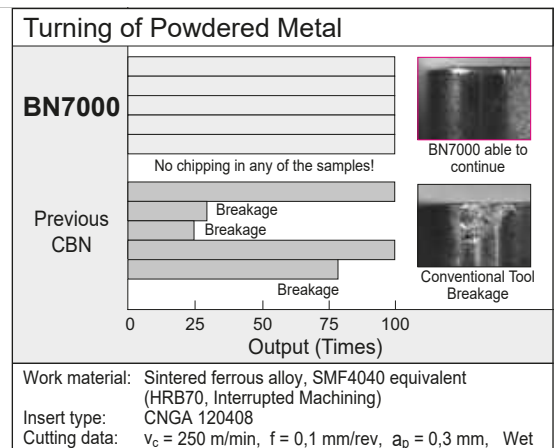 Turning of Powdered Metal
BN7000
No chipping in any of the samples!
BN7000 able to
continue
Previous
CBN
Breakage
Breakage
Breakage
Conventional Tool
Breakage
0 25 50 75 100
Output (Times)
Work material: Sintered ferrous alloy, SMF4040 equivalent
(HRB70, Interrupted Machining)
Insert type: CNGA 120408
Cutting data: vc = 250 m/min, f = 0,1 mm/rev, ap = 0,3 mm, Wet